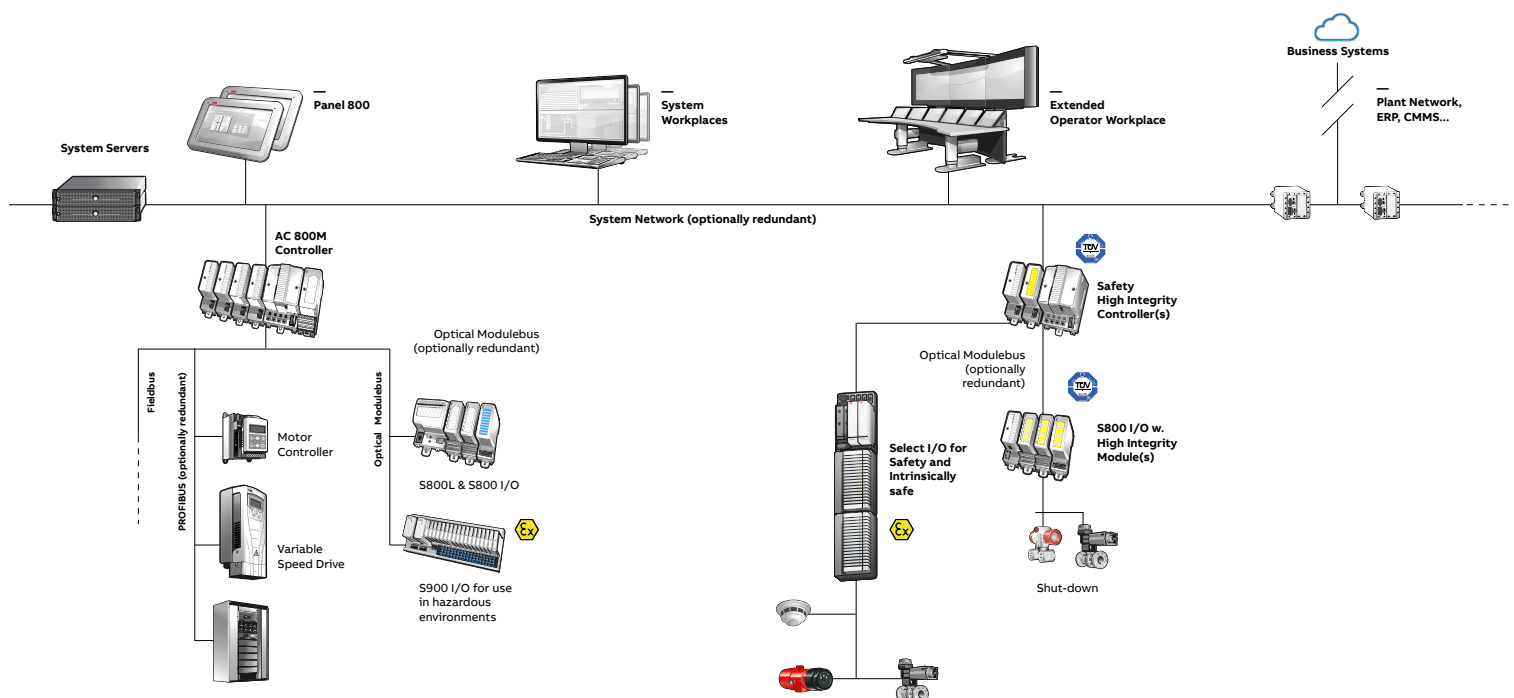 Business Systems
Panel 800
System
Workplaces
Extended
Operator Workplace
Plant Network,
ERP, CMMS...
System Servers
System Network (optionally redundant)
AC 800M
Controller
TÜV
Safety
High Integrity
Controller(s)
Optical Modulebus
(optionally redundant)
Optical Modulebus
(optionally
redundant)
TÜV
Fieldbus
PROFIBUS (optionally redundant)
Optical Modulebus
Motor
Controller
S800L & S800 I/O
Select I/O for
Safety and
Intrinsically
safe
S800 I/O w.
High Integrity
Module(s)
Ex
Ex
Variable
Speed Drive
S900 I/O for use
in hazardous
environments
Shut-down